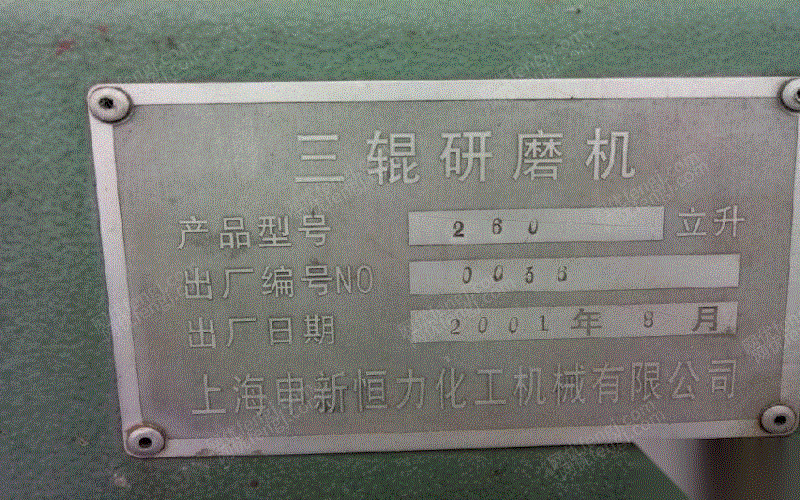 三辊研磨机
产品型号 260 立升
出厂编号NO 0036
出厂日期 2001年 8月
上海申新恒力化工机械有限公司